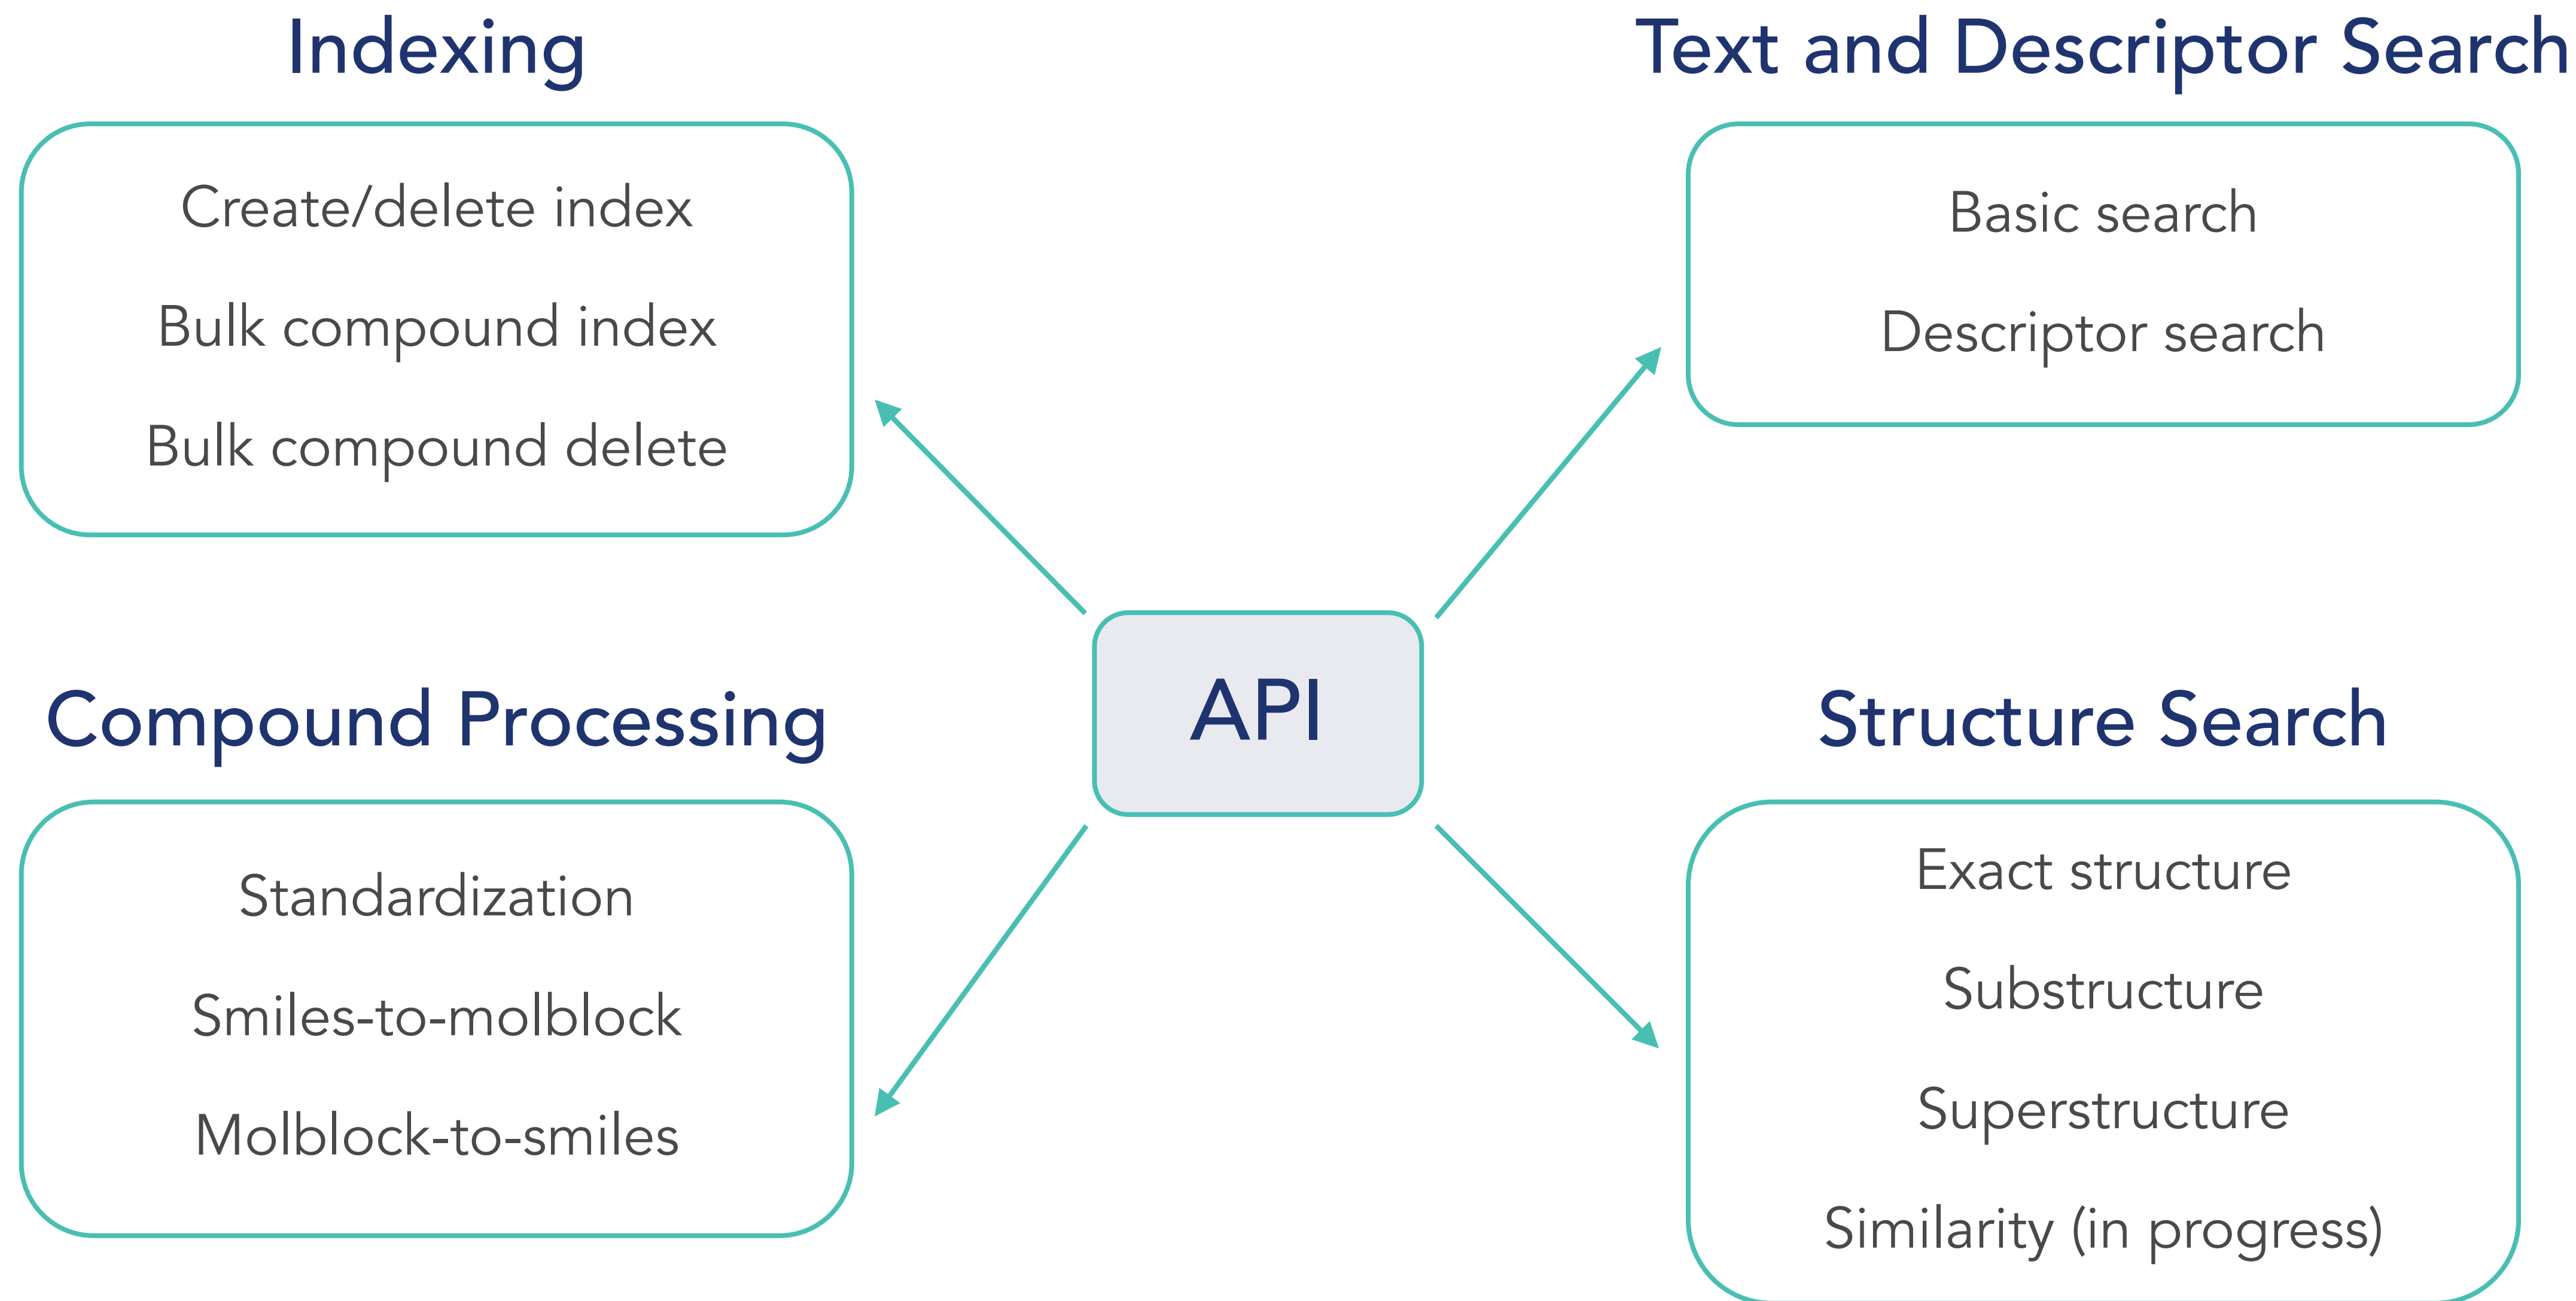 Indexing
Create/delete index
Bulk compound index
Bulk compound delete
Text and Descriptor Search
Basic search
Descriptor search
API
Compound Processing
Standardization
Smiles-to-molblock
Molblock-to-smiles
Structure Search
Exact structure
Substructure
Superstructure
Similarity (in progress)